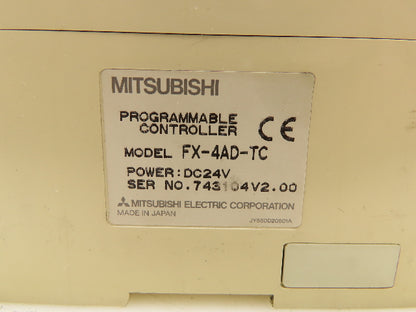 MITSUBISHI
PROGRAMMABLE
CONTROLLER CE
MODEL FX-4AD-TC
POWER:DC24V
SER NO.743104V2.00
MITSUBISHI ELECTRIC CORPORATION
MADE IN JAPAN